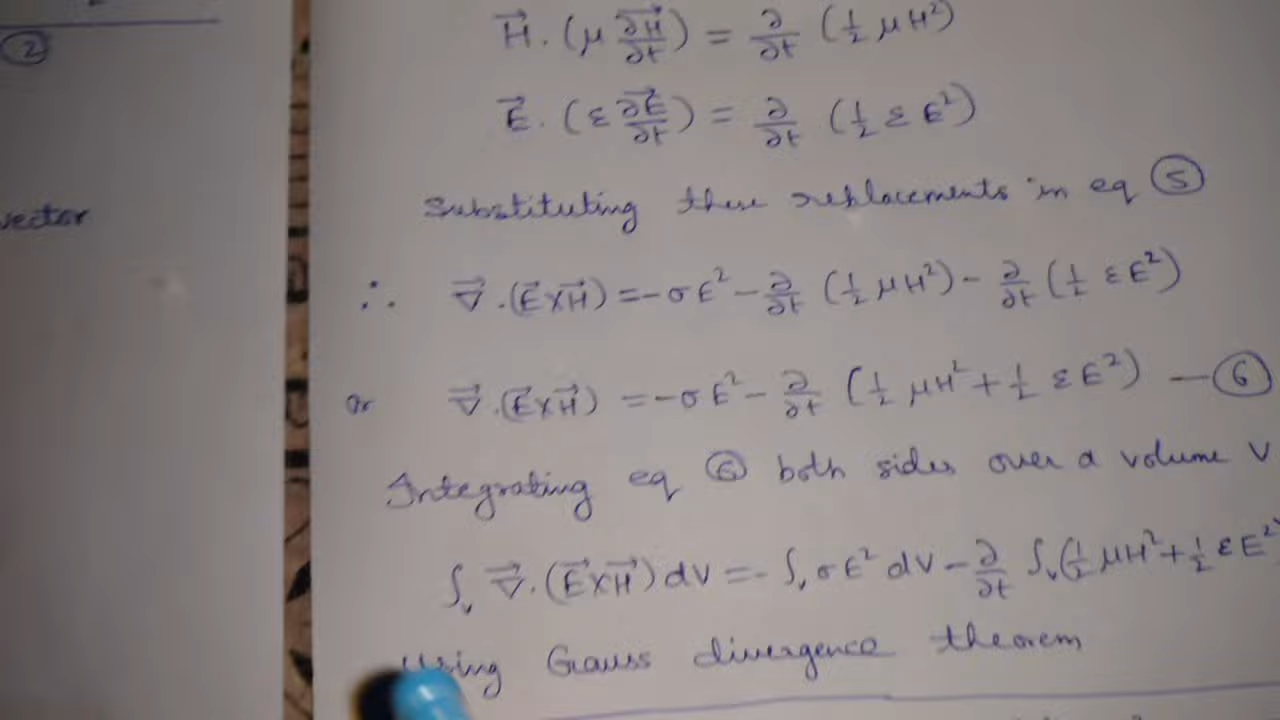 ②
vector
H⃗ . (μ ∂H⃗/∂t) = ∂/∂t (1/2 μH²)
E⃗ . (ε ∂E⃗/∂t) = ∂/∂t (1/2 ε E²)
Substituting these replacements in eq ⑤
∴ ∇⃗ . (E⃗ x H⃗) = -σE² - ∂/∂t (1/2 μH²) - ∂/∂t (1/2 εE²)
or ∇⃗ . (E⃗ x H⃗) = -σE² - ∂/∂t (1/2 μH² + 1/2 εE²) — ⑥
Integrating eq ⑥ both sides over a volume V
∫ᵥ ∇⃗ . (E⃗ x H⃗) dV = - ∫ᵥ σE² dV - ∂/∂t ∫ᵥ (1/2 μH² + 1/2 εE²)
Using Gauss divergence theorem